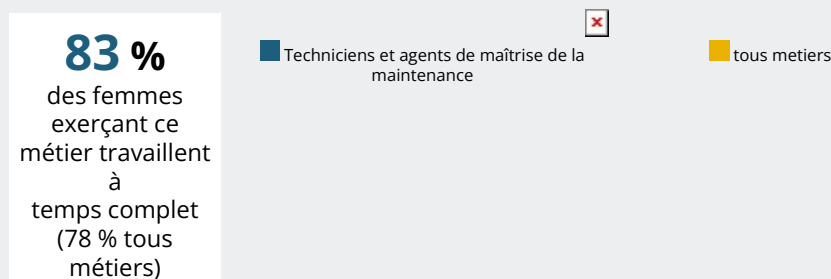 83 %
des femmes
exerçant ce
métier travaillent
à
temps complet
(78 % tous
métiers)
Techniciens et agents de maîtrise de la
maintenance
tous metiers